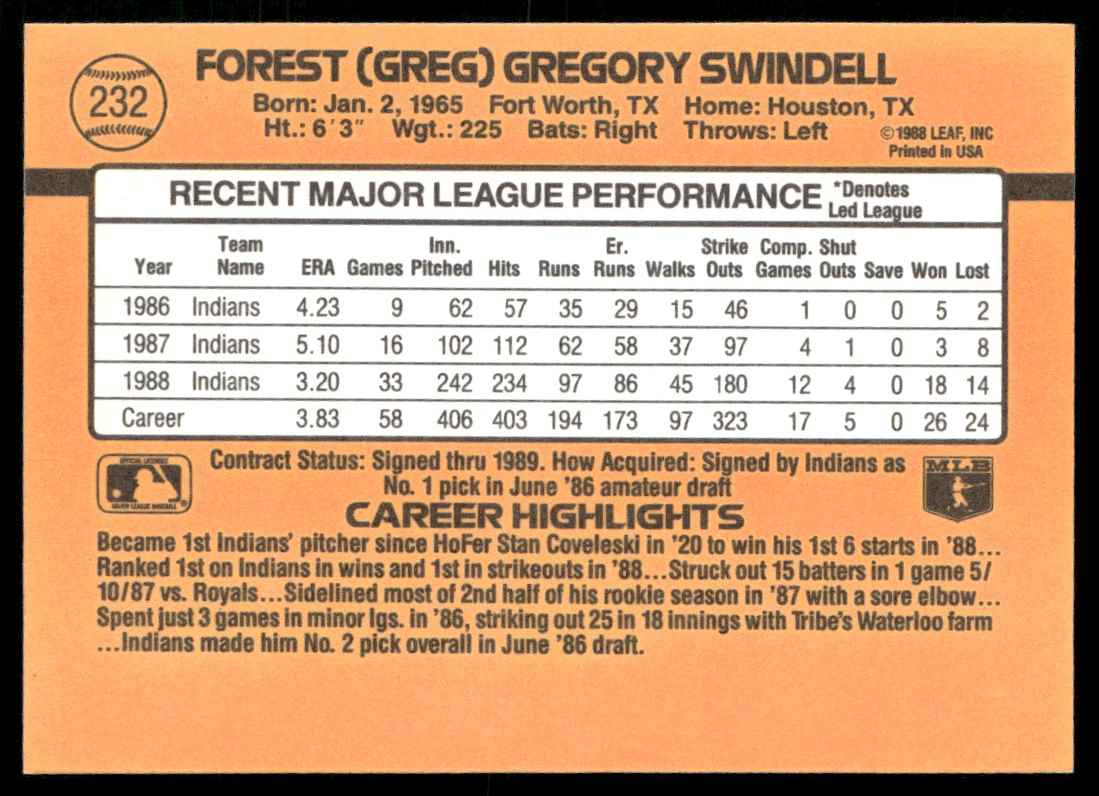 232
FOREST (GREG) GREGORY SWINDELL
Born: Jan. 2, 1965 Fort Worth, TX Home: Houston, TX
Ht.: 6'3" Wgt.: 225 Bats: Right Throws: Left
©1988 LEAF, INC
Printed in USA
RECENT MAJOR LEAGUE PERFORMANCE
*Denotes
Led League
Year Team Name ERA Games Inn. Pitched Hits Runs Er. Runs Walks Strike Outs Comp. Games Shut Outs Save Won Lost
1986 Indians 4.23 9 62 57 35 29 15 46 1 0 0 5 2
1987 Indians 5.10 16 102 112 62 58 37 97 4 1 0 3 8
1988 Indians 3.20 33 242 234 97 86 45 180 12 4 0 18 14
Career 3.83 58 406 403 194 173 97 323 17 5 0 26 24
OFFICIAL LICENSEE
MAJOR LEAGUE BASEBALL
®
Contract Status: Signed thru 1989. How Acquired: Signed by Indians as
No. 1 pick in June '86 amateur draft
MLB
CAREER HIGHLIGHTS
Became 1st Indians' pitcher since HoFer Stan Coveleski in '20 to win his 1st 6 starts in '88...
Ranked 1st on Indians in wins and 1st in strikeouts in '88...Struck out 15 batters in 1 game 5/
10/87 vs. Royals...Sidelined most of 2nd half of his rookie season in '87 with a sore elbow...
Spent just 3 games in minor lgs. in '86, striking out 25 in 18 innings with Tribe's Waterloo farm
...Indians made him No. 2 pick overall in June '86 draft.